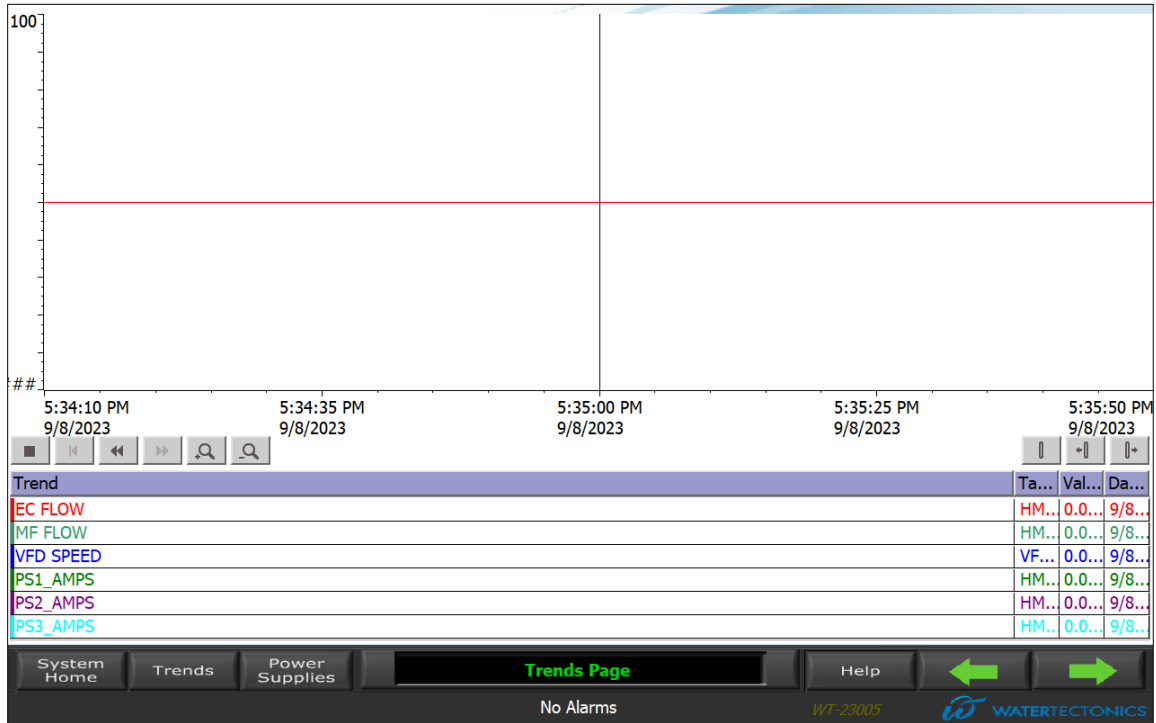 100
##
5:34:10 PM 5:34:35 PM 5:35:00 PM 5:35:25 PM 5:35:50 PM
9/8/2023 9/8/2023 9/8/2023 9/8/2023 9/8/2023
Trend Ta... Val... Da...
EC FLOW HM... 0.0... 9/8...
MF FLOW HM... 0.0... 9/8...
VFD SPEED VF... 0.0... 9/8...
PS1_AMPS HM... 0.0... 9/8...
PS2_AMPS HM... 0.0... 9/8...
PS3_AMPS HM... 0.0... 9/8...
System Home Trends Power Supplies Trends Page Help
No Alarms WT-23005 WATERTECTONICS